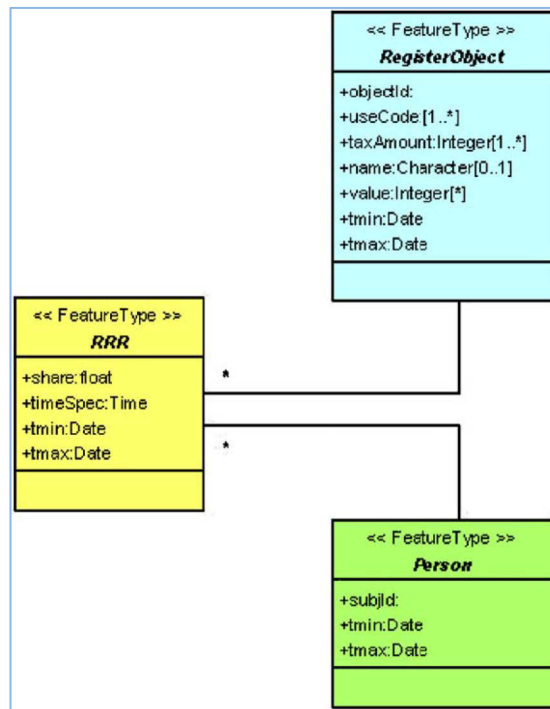 << FeatureType >>
RegisterObject
+objectId:
+useCode:[1..*]
+taxAmount:Integer[1..*]
+name:Character[0..1]
+value:Integer[*]
+tmin:Date
+tmax:Date
<< FeatureType >>
RRR
+share:float
+timeSpec:Time
+tmin:Date
+tmax:Date
*
*
<< FeatureType >>
Person
+subjId:
+tmin:Date
+tmax:Date